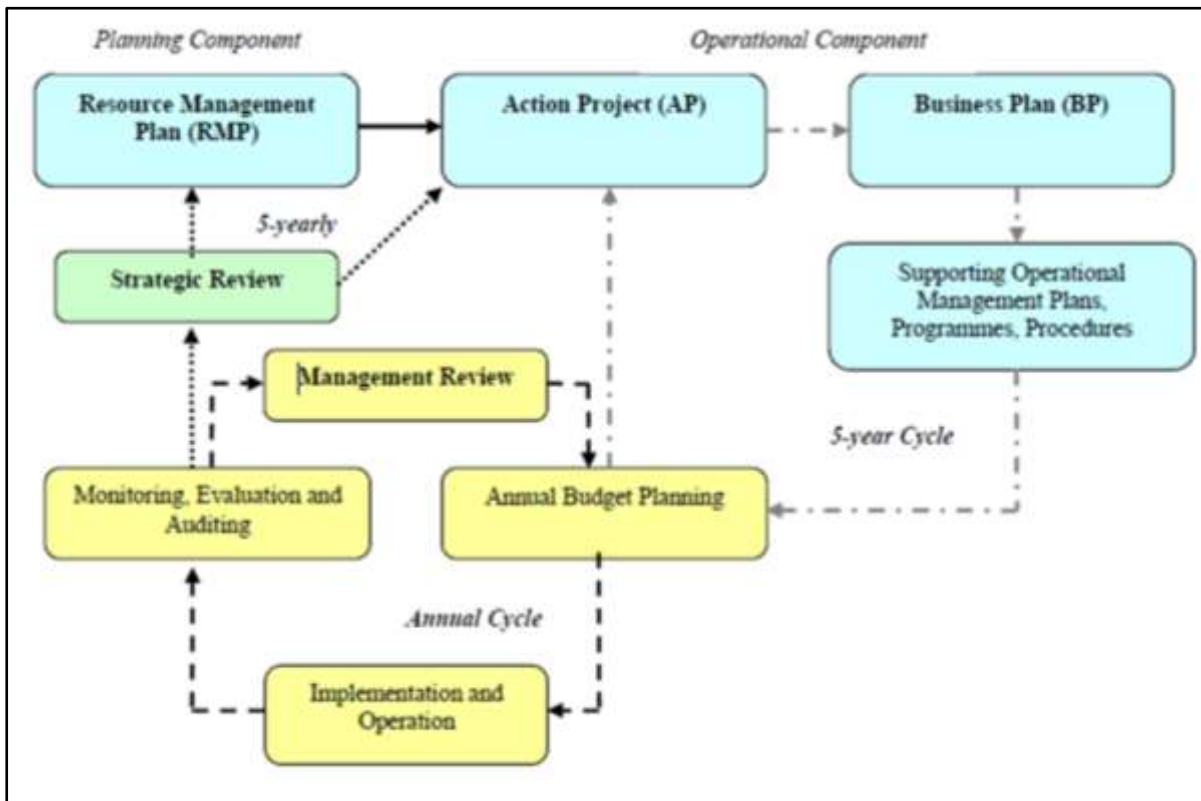 Planning Component
Operational Component
Resource Management
Plan (RMP)
Action Project (AP)
Business Plan (BP)
5-yearly
Strategic Review
Supporting Operational
Management Plans,
Programmes, Procedures
Management Review
5-year Cycle
Monitoring, Evaluation and
Auditing
Annual Budget Planning
Annual Cycle
Implementation and
Operation